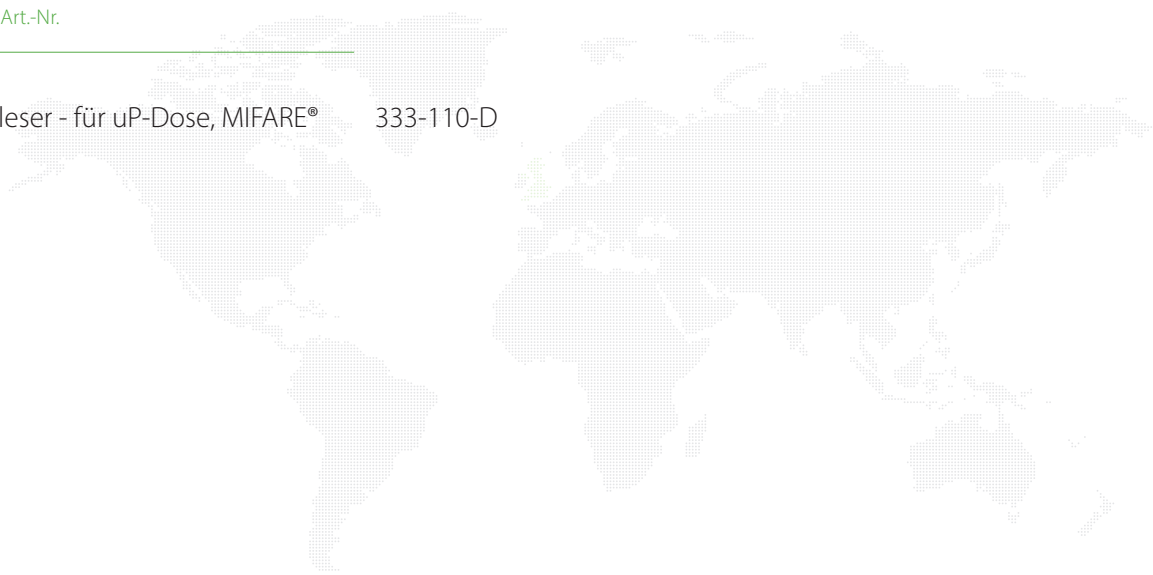 Art.-Nr.
leser - für uP-Dose, MIFARE® 333-110-D